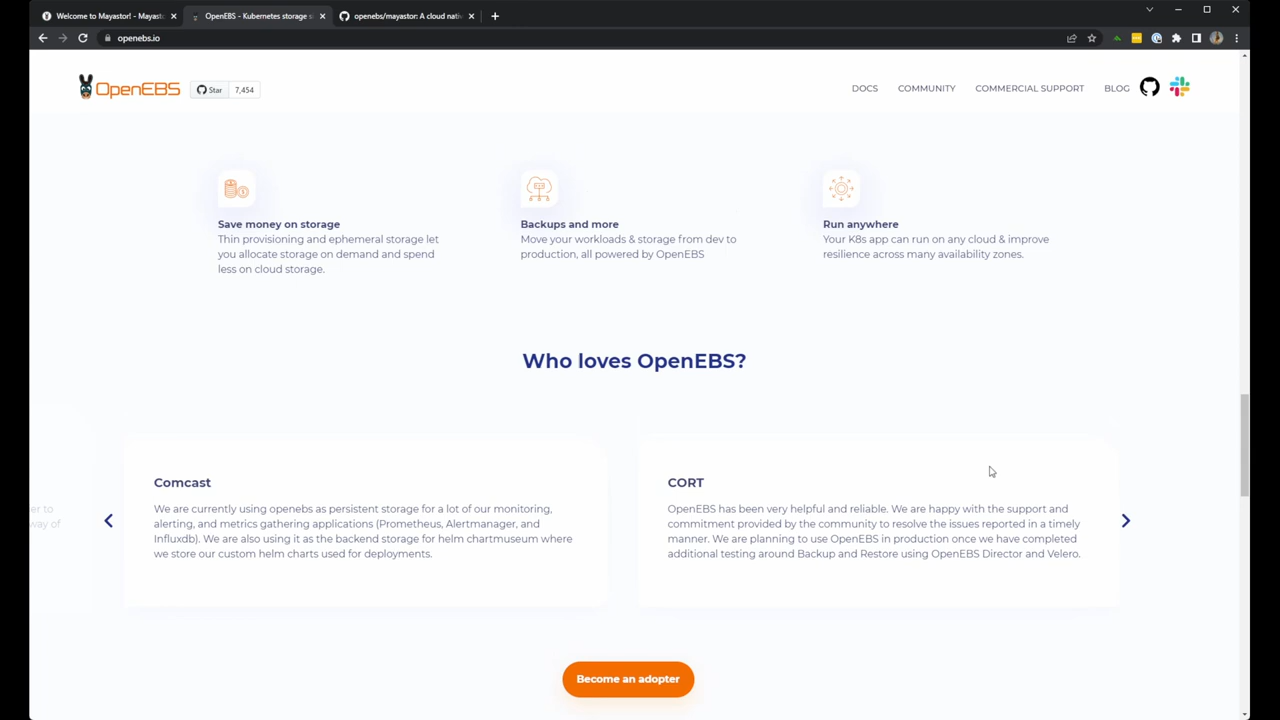 Welcome to Mayastor! - Mayast
OpenEBS - Kubernetes storage s
openebs/mayastor: A cloud nati
openebs.io
OpenEBS
Star 7,454
DOCS COMMUNITY COMMERCIAL SUPPORT BLOG
Save money on storage
Thin provisioning and ephemeral storage let
you allocate storage on demand and spend
less on cloud storage.
Backups and more
Move your workloads & storage from dev to
production, all powered by OpenEBS
Run anywhere
Your K8s app can run on any cloud & improve
resilience across many availability zones.
Who loves OpenEBS?
er to
way of
Comcast
We are currently using openebs as persistent storage for a lot of our monitoring,
alerting, and metrics gathering applications (Prometheus, Alertmanager, and
Influxdb). We are also using it as the backend storage for helm chartmuseum where
we store our custom helm charts used for deployments.
CORT
OpenEBS has been very helpful and reliable. We are happy with the support and
commitment provided by the community to resolve the issues reported in a timely
manner. We are planning to use OpenEBS in production once we have completed
additional testing around Backup and Restore using OpenEBS Director and Velero.
Become an adopter